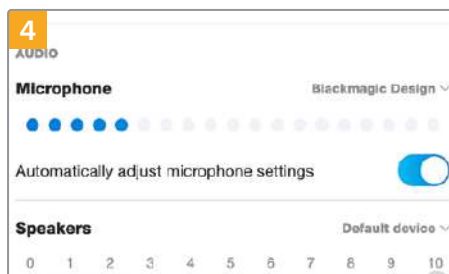 4
AUDIO
Microphone Blackmagic Design
Automatically adjust microphone settings
Speakers Default device
0 1 2 3 4 5 6 7 8 9 10